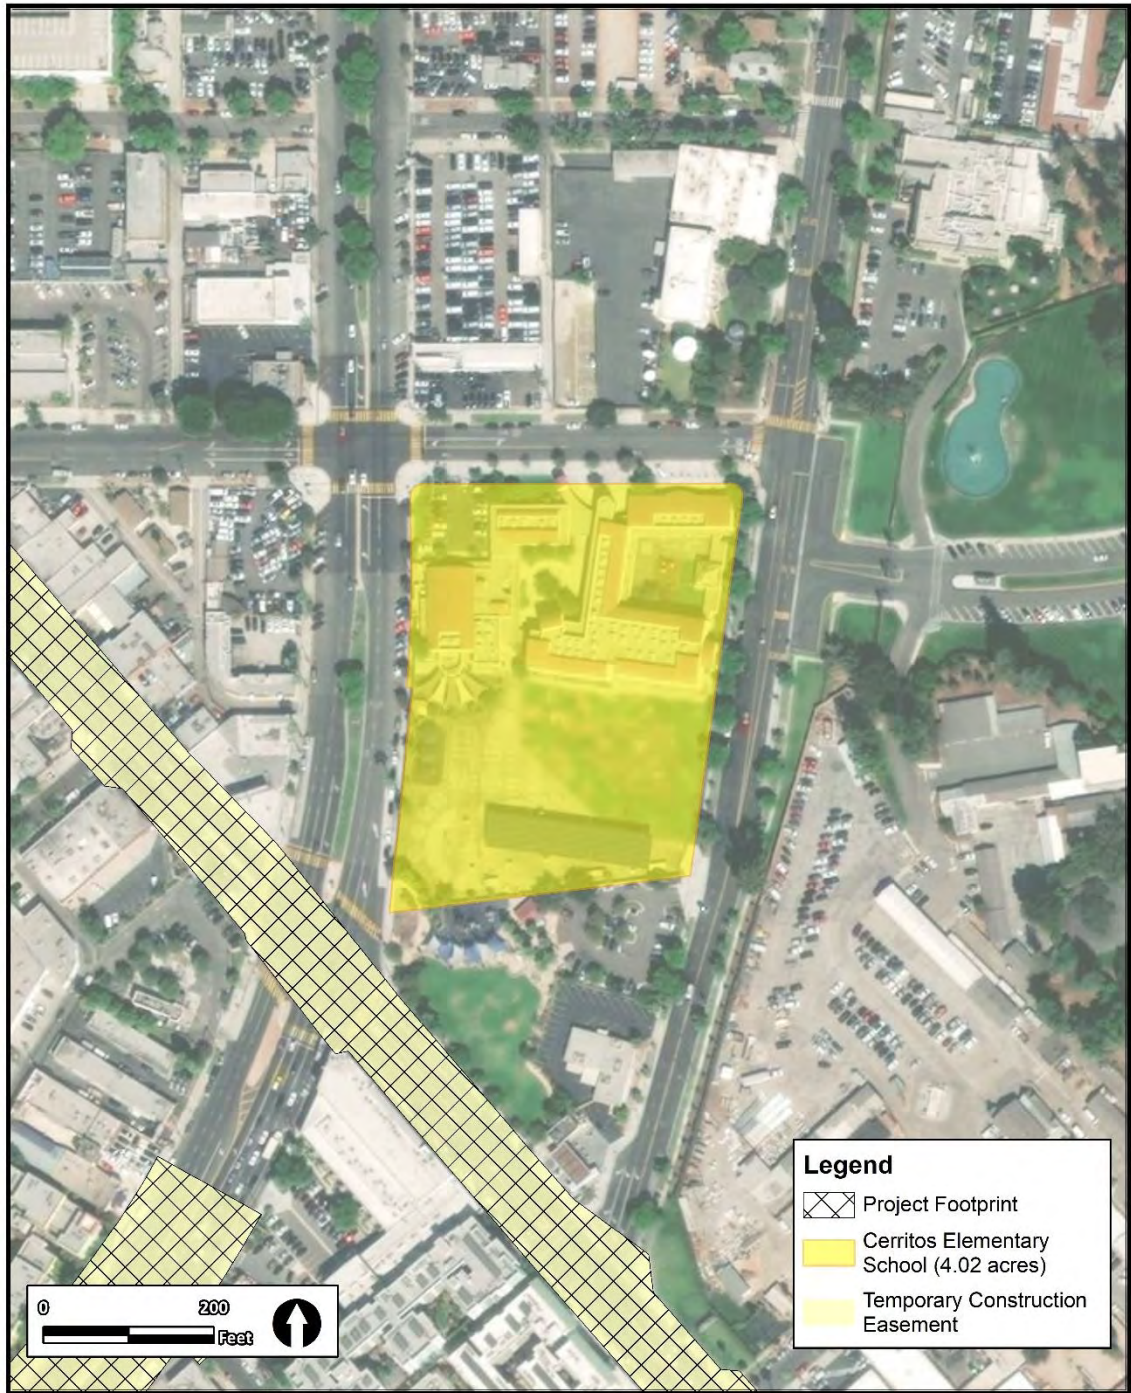 Legend
Project Footprint
Cerritos Elementary
School (4.02 acres)
Temporary Construction
Easement
0 200
Feet